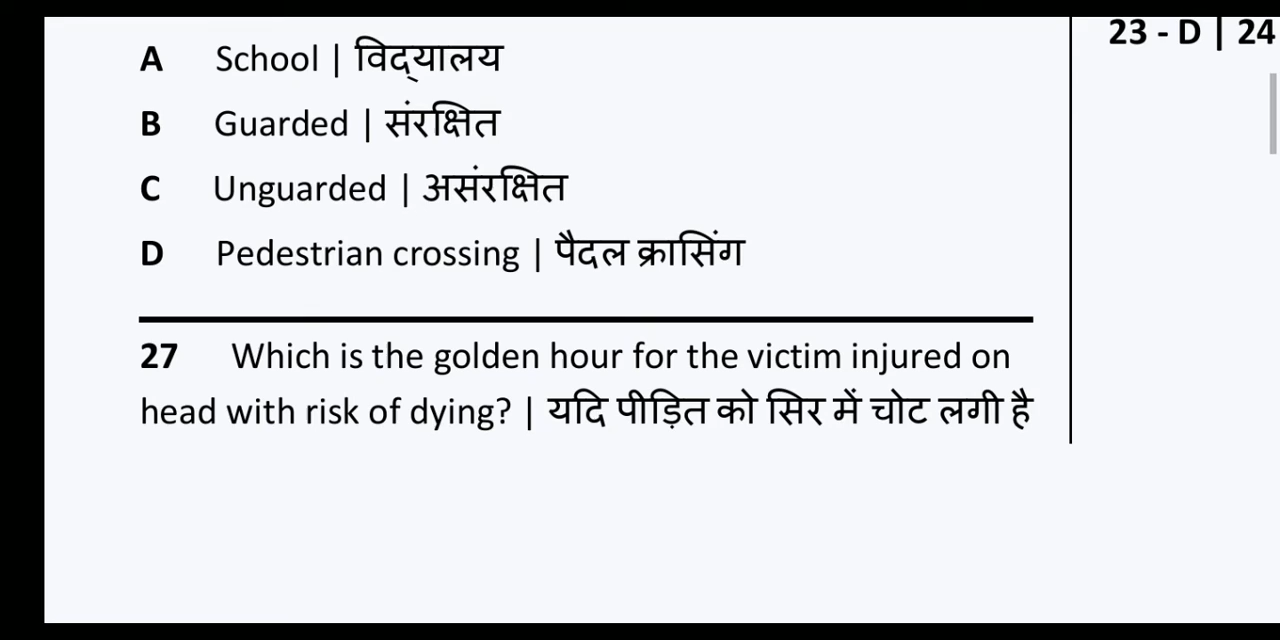 23 - D | 24
A School | विद्‌यालय
B Guarded | संरक्षित
C Unguarded | असंरक्षित
D Pedestrian crossing | पैदल क्रासिंग
27 Which is the golden hour for the victim injured on
head with risk of dying? | यदि पीड़ित को सिर में चोट लगी है